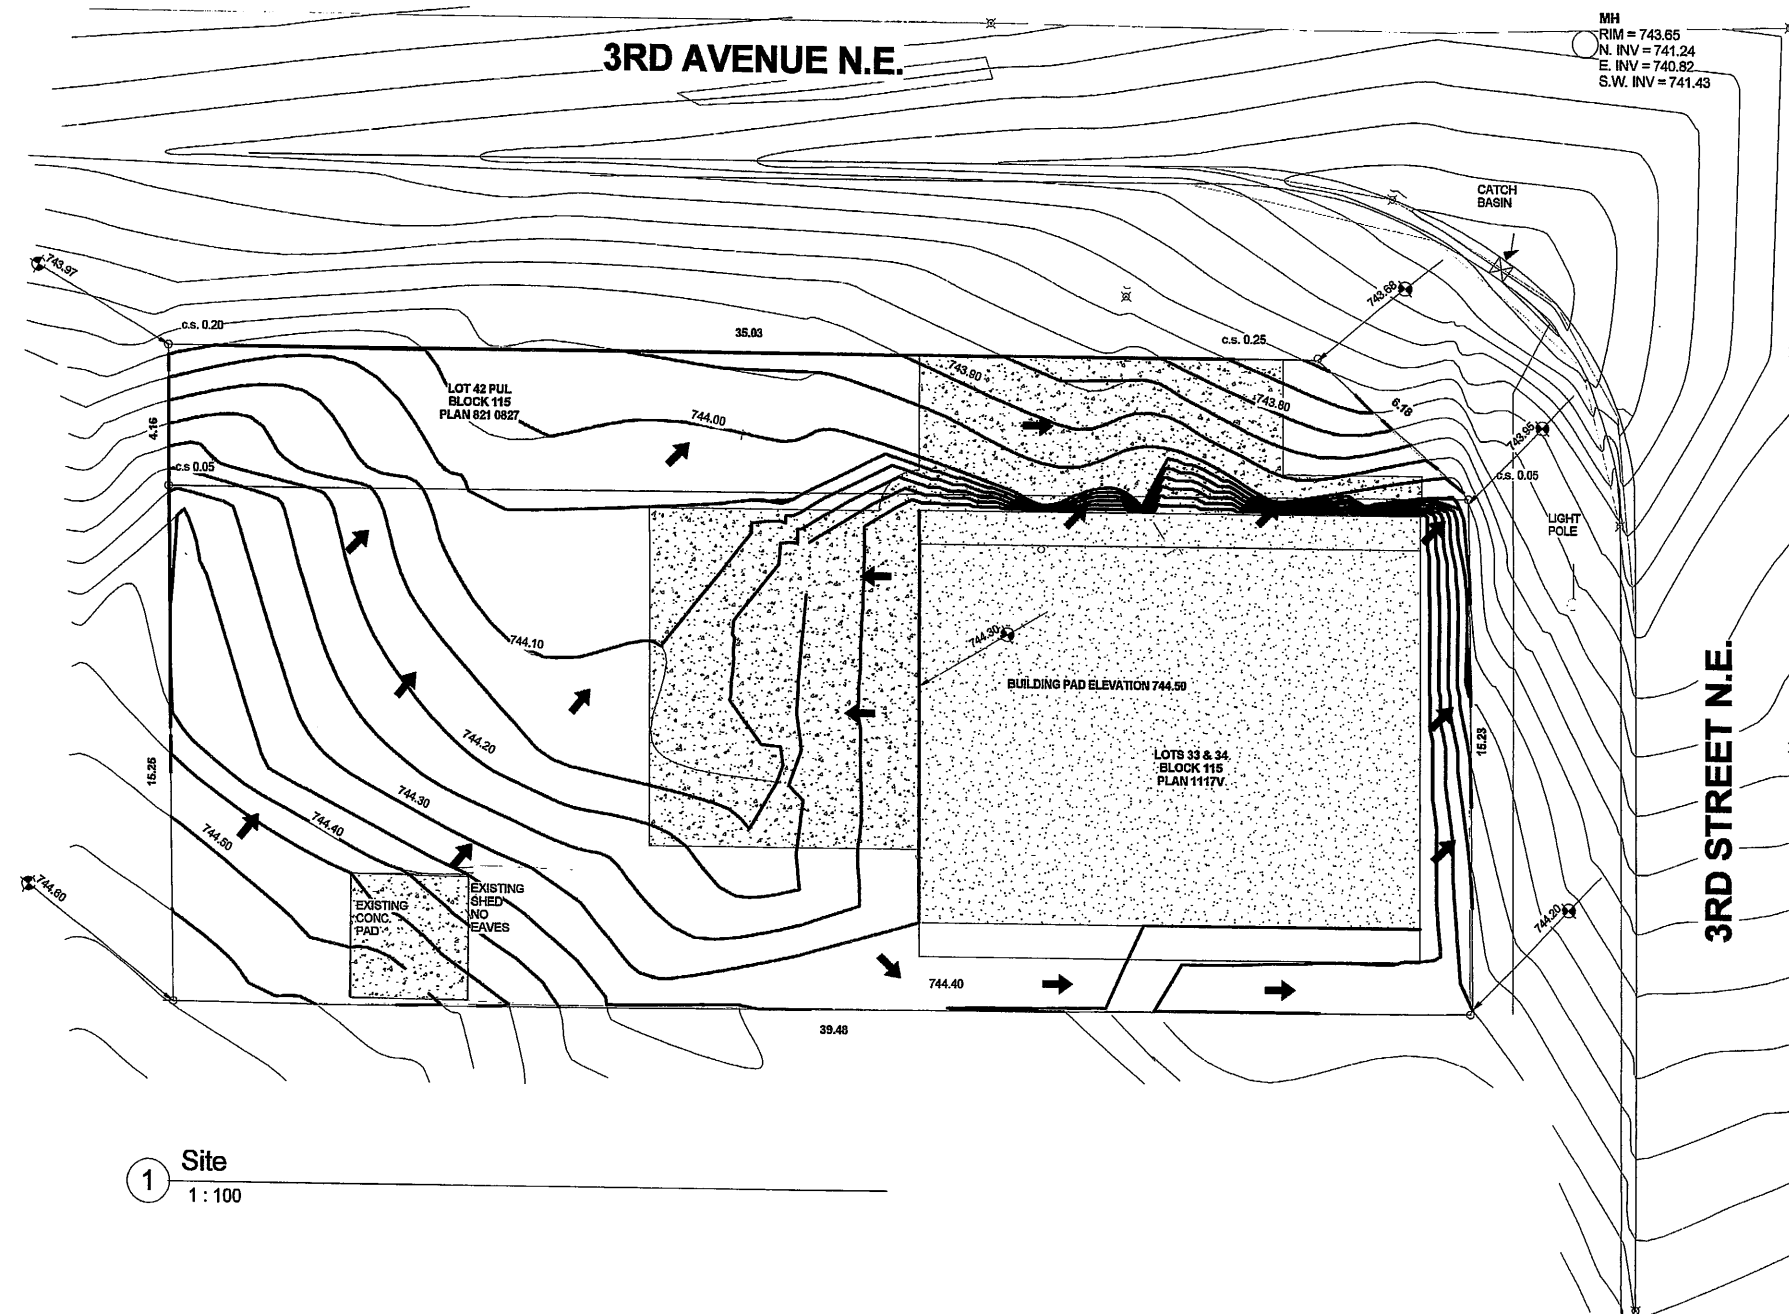 3RD AVENUE N.E.
MH
RIM = 743.65
N. INV = 741.24
E. INV = 740.82
S.W. INV = 741.43
CATCH
BASIN
743.97
743.68
c.s. 0.20
35.03
c.s. 0.25
743.80
743.60
6.18
LOT 42 PUL
BLOCK 115
PLAN 821 0827
744.00
4.16
743.95
c.s 0.05
c.s. 0.05
LIGHT
POLE
744.10
744.30
BUILDING PAD ELEVATION 744.50
3RD STREET N.E.
744.20
15.23
LOTS 33 & 34
BLOCK 115
PLAN 1117V
15.25
744.30
744.40
744.50
744.60
EXISTING
CONC.
PAD
EXISTING
SHED
NO
EAVES
744.20
744.40
39.48
1
Site
1 : 100